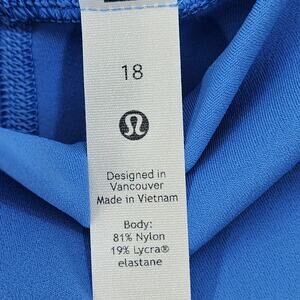 18
Designed in
Vancouver
Made in Vietnam
Body:
81% Nylon
19% Lycra®
elastane